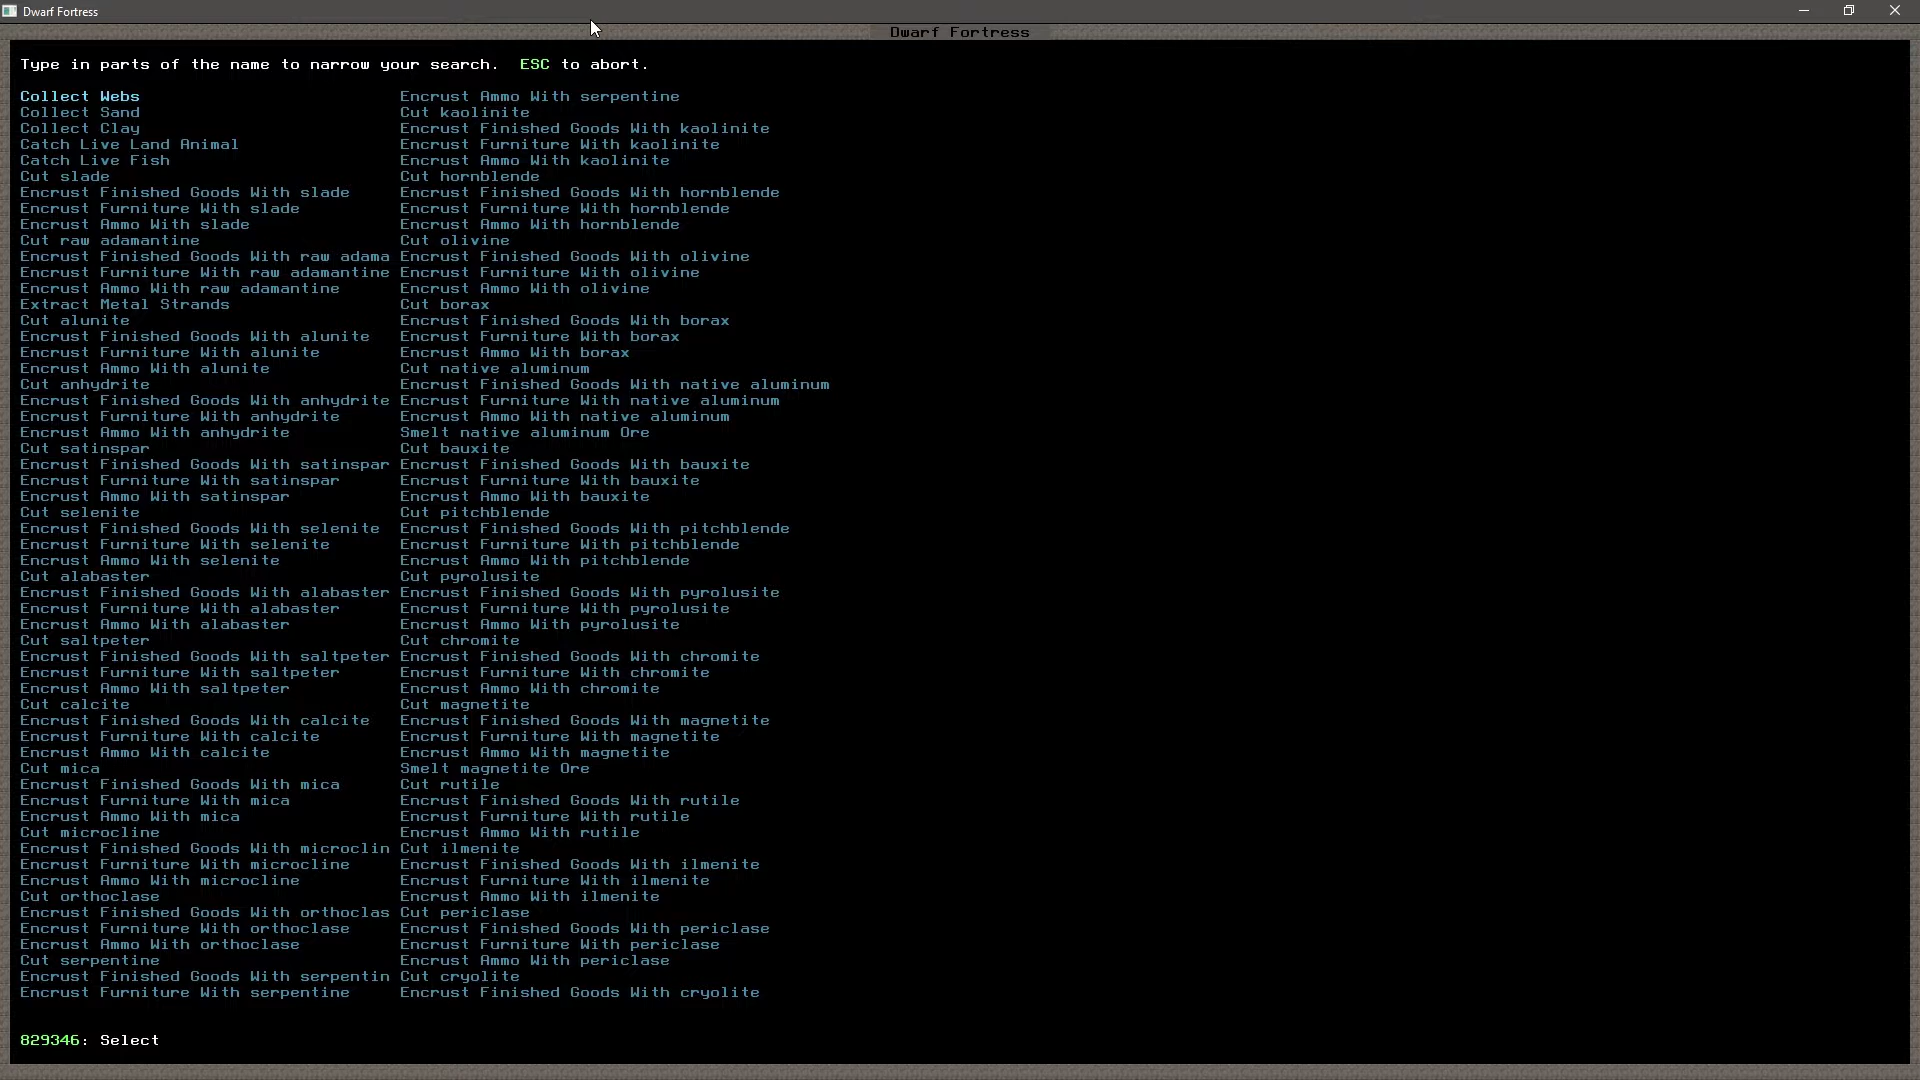 Dwarf Fortress
Dwarf Fortress
Type in parts of the name to narrow your search.  ESC to abort.
Collect Webs
Collect Sand
Collect Clay
Catch Live Land Animal
Catch Live Fish
Cut slade
Encrust Finished Goods With slade
Encrust Furniture With slade
Encrust Ammo With slade
Cut raw adamantine
Encrust Finished Goods With raw adama
Encrust Furniture With raw adamantine
Encrust Ammo With raw adamantine
Extract Metal Strands
Cut alunite
Encrust Finished Goods With alunite
Encrust Furniture With alunite
Encrust Ammo With alunite
Cut anhydrite
Encrust Finished Goods With anhydrite
Encrust Furniture With anhydrite
Encrust Ammo With anhydrite
Cut satinspar
Encrust Finished Goods With satinspar
Encrust Furniture With satinspar
Encrust Ammo With satinspar
Cut selenite
Encrust Finished Goods With selenite
Encrust Furniture With selenite
Encrust Ammo With selenite
Cut alabaster
Encrust Finished Goods With alabaster
Encrust Furniture With alabaster
Encrust Ammo With alabaster
Cut saltpeter
Encrust Finished Goods With saltpeter
Encrust Furniture With saltpeter
Encrust Ammo With saltpeter
Cut calcite
Encrust Finished Goods With calcite
Encrust Furniture With calcite
Encrust Ammo With calcite
Cut mica
Encrust Finished Goods With mica
Encrust Furniture With mica
Encrust Ammo With mica
Cut microcline
Encrust Finished Goods With microclin
Encrust Furniture With microcline
Encrust Ammo With microcline
Cut orthoclase
Encrust Finished Goods With orthoclas
Encrust Furniture With orthoclase
Encrust Ammo With orthoclase
Cut serpentine
Encrust Finished Goods With serpentin
Encrust Furniture With serpentine
Encrust Ammo With serpentine
Cut kaolinite
Encrust Finished Goods With kaolinite
Encrust Furniture With kaolinite
Encrust Ammo With kaolinite
Cut hornblende
Encrust Finished Goods With hornblende
Encrust Furniture With hornblende
Encrust Ammo With hornblende
Cut olivine
Encrust Finished Goods With olivine
Encrust Furniture With olivine
Encrust Ammo With olivine
Cut borax
Encrust Finished Goods With borax
Encrust Furniture With borax
Encrust Ammo With borax
Cut native aluminum
Encrust Finished Goods With native aluminum
Encrust Furniture With native aluminum
Encrust Ammo With native aluminum
Smelt native aluminum Ore
Cut bauxite
Encrust Finished Goods With bauxite
Encrust Furniture With bauxite
Encrust Ammo With bauxite
Cut pitchblende
Encrust Finished Goods With pitchblende
Encrust Furniture With pitchblende
Encrust Ammo With pitchblende
Cut pyrolusite
Encrust Finished Goods With pyrolusite
Encrust Furniture With pyrolusite
Encrust Ammo With pyrolusite
Cut chromite
Encrust Finished Goods With chromite
Encrust Furniture With chromite
Encrust Ammo With chromite
Cut magnetite
Encrust Finished Goods With magnetite
Encrust Furniture With magnetite
Encrust Ammo With magnetite
Smelt magnetite Ore
Cut rutile
Encrust Finished Goods With rutile
Encrust Furniture With rutile
Encrust Ammo With rutile
Cut ilmenite
Encrust Finished Goods With ilmenite
Encrust Furniture With ilmenite
Encrust Ammo With ilmenite
Cut periclase
Encrust Finished Goods With periclase
Encrust Furniture With periclase
Encrust Ammo With periclase
Cut cryolite
Encrust Finished Goods With cryolite
829346: Select